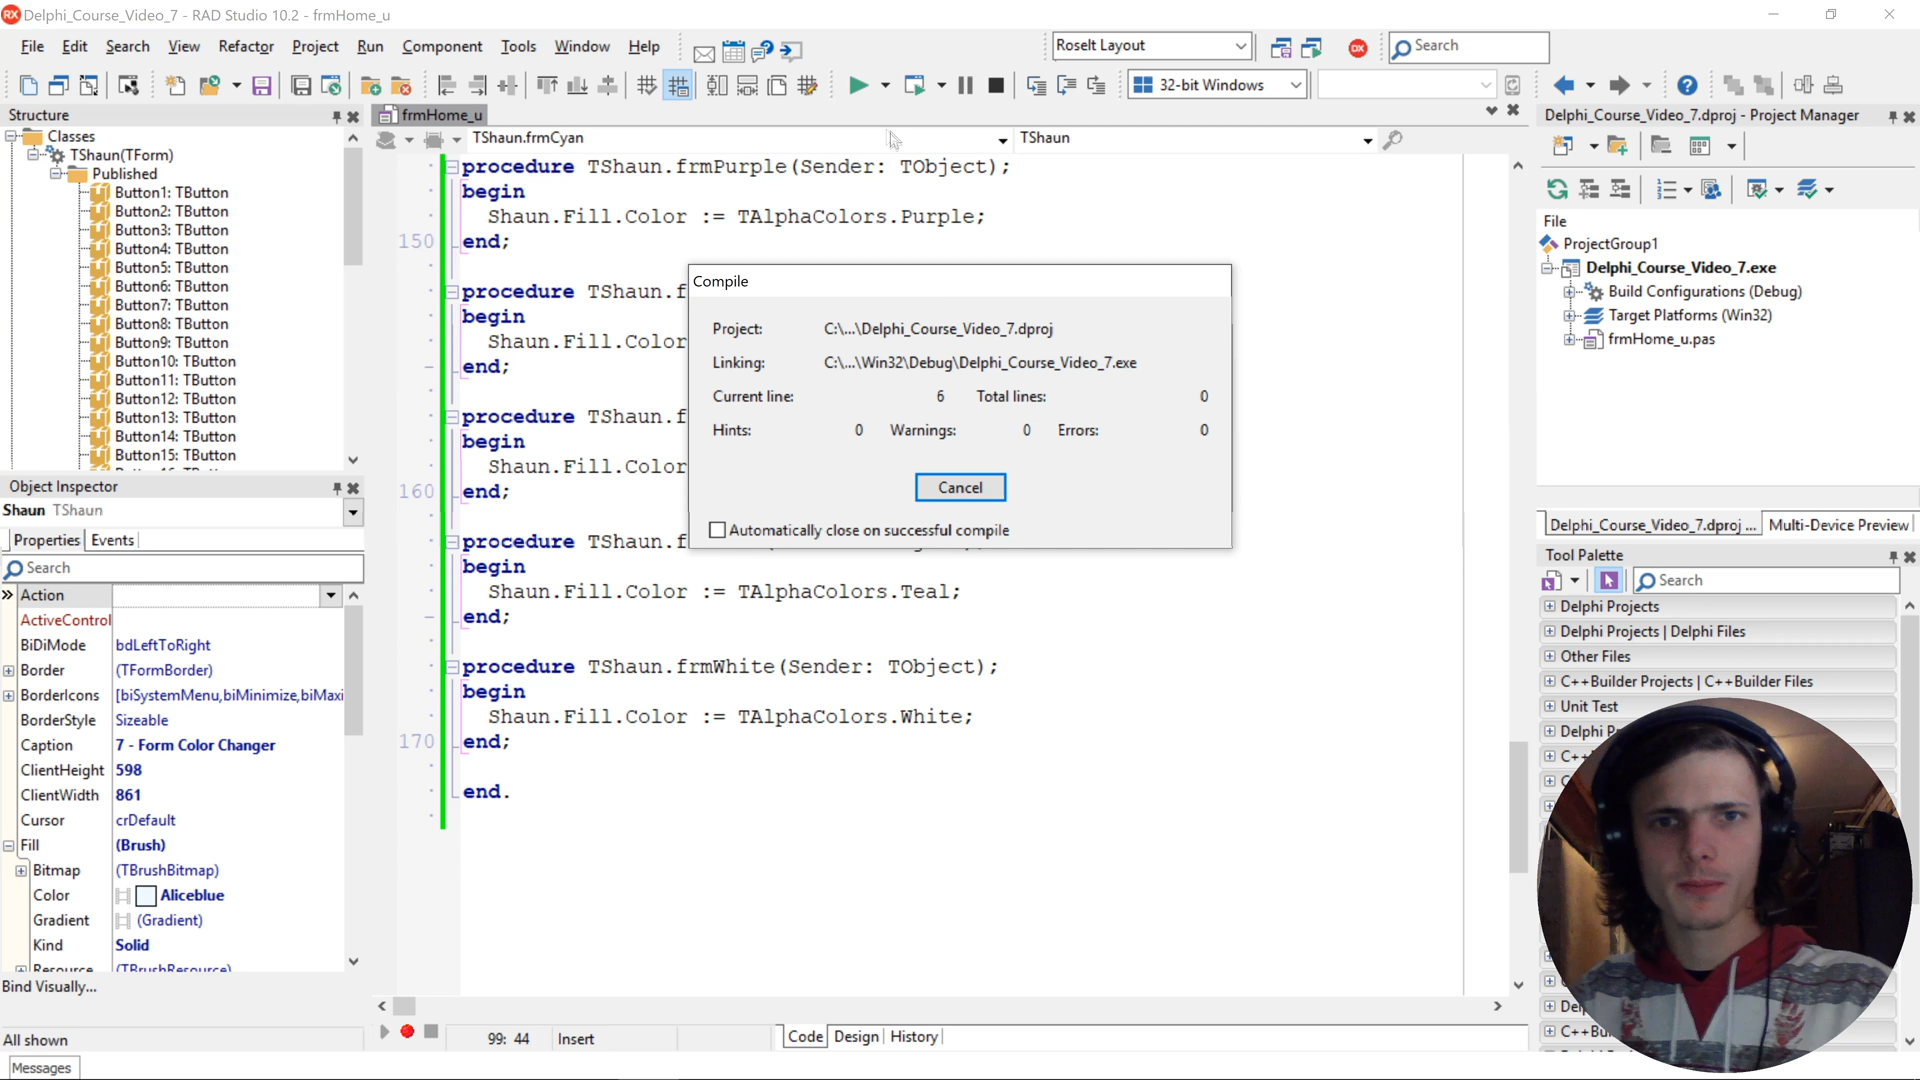 Delphi_Course_Video_7 - RAD Studio 10.2 - frmHome_u
File Edit Search View Refactor Project Run Component Tools Window Help
Roselt Layout
Search
32-bit Windows
Structure
Classes
TShaun(TForm)
Published
Button1: TButton
Button2: TButton
Button3: TButton
Button4: TButton
Button5: TButton
Button6: TButton
Button7: TButton
Button8: TButton
Button9: TButton
Button10: TButton
Button11: TButton
Button12: TButton
Button13: TButton
Button14: TButton
Button15: TButton
Object Inspector
Shaun TShaun
Properties Events
Search
Action
ActiveControl
BiDiMode bdLeftToRight
Border (TFormBorder)
BorderIcons [biSystemMenu,biMinimize,biMaxi
BorderStyle Sizeable
Caption 7 - Form Color Changer
ClientHeight 598
ClientWidth 861
Cursor crDefault
Fill (Brush)
Bitmap (TBrushBitmap)
Color Aliceblue
Gradient (Gradient)
Kind Solid
Resource (TBrushResource)
Bind Visually...
All shown
Messages
frmHome_u
TShaun.frmCyan TShaun
procedure TShaun.frmPurple(Sender: TObject);
begin
Shaun.Fill.Color := TAlphaColors.Purple;
150 end;
procedure TShaun.f
begin
Shaun.Fill.Color
end;
procedure TShaun.f
begin
Shaun.Fill.Color
160 end;
procedure TShaun.f
begin
Shaun.Fill.Color := TAlphaColors.Teal;
end;
procedure TShaun.frmWhite(Sender: TObject);
begin
Shaun.Fill.Color := TAlphaColors.White;
170 end;
end.
99: 44 Insert
Code Design History
Compile
Project: C:\...\Delphi_Course_Video_7.dproj
Linking: C:\...\Win32\Debug\Delphi_Course_Video_7.exe
Current line: 6 Total lines: 0
Hints: 0 Warnings: 0 Errors: 0
Cancel
Automatically close on successful compile
Delphi_Course_Video_7.dproj - Project Manager
File
ProjectGroup1
Delphi_Course_Video_7.exe
Build Configurations (Debug)
Target Platforms (Win32)
frmHome_u.pas
Delphi_Course_Video_7.dproj ... Multi-Device Preview
Tool Palette
Search
Delphi Projects
Delphi Projects | Delphi Files
Other Files
C++Builder Projects | C++Builder Files
Unit Test
Delphi P
C++
C
Del
C++Bu